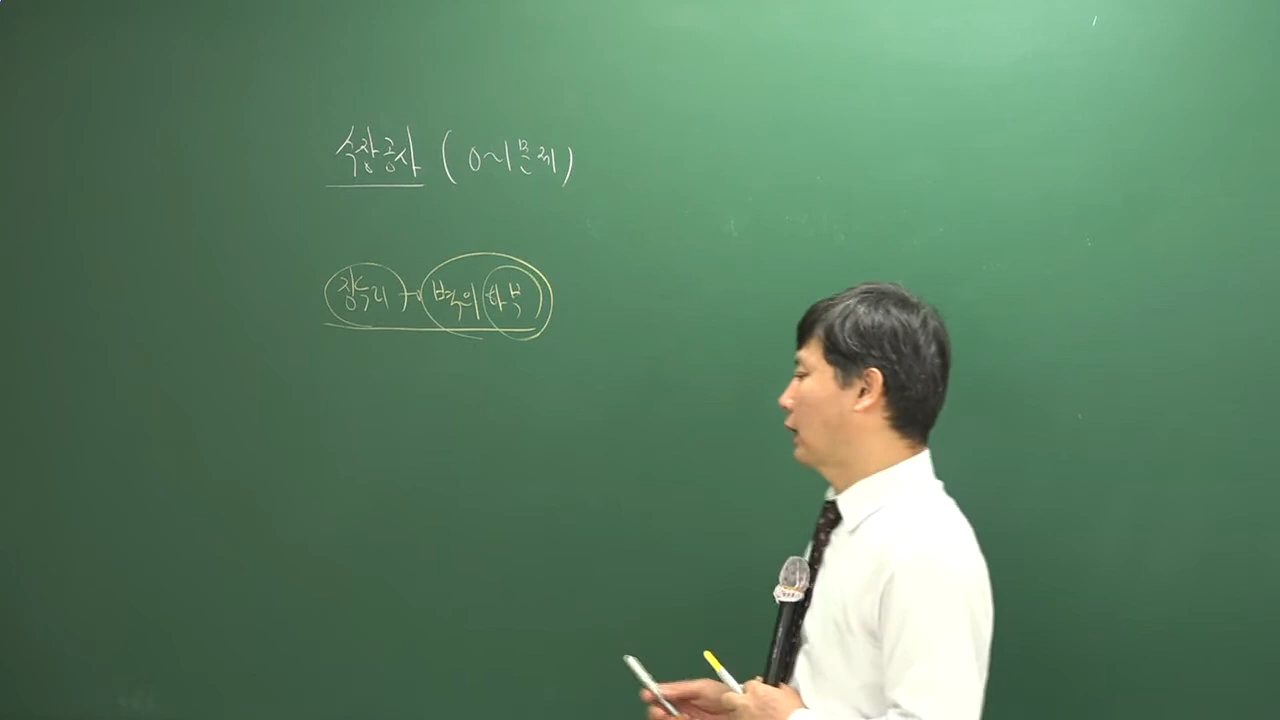 수장공사 (0~1문제)
징두리 → 벽의 하부